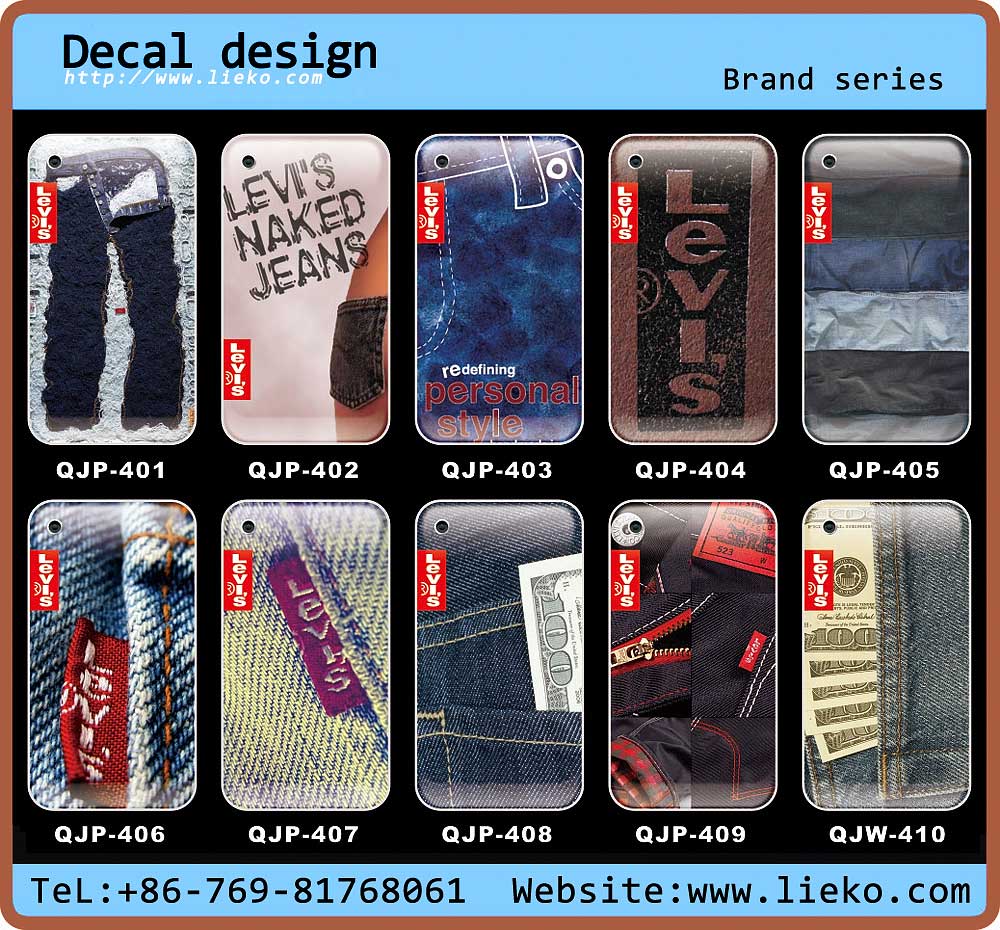 Decal design
http://www.lieko.com
Brand series
Levi's
®
Levi's
®
LEVI'S
NAKED
JEANS
Levi's
®
redefining
personal
style
Levi's
®
Levi's
®
Levi's
®
QJP-401
QJP-402
QJP-403
QJP-404
QJP-405
Levi's
®
Levi's
®
Levi's
Levi's
®
100
Levi's
®
523
W
Levi's
®
100
QJP-406
QJP-407
QJP-408
QJP-409
QJW-410
TeL:+86-769-81768061
Website:www.lieko.com